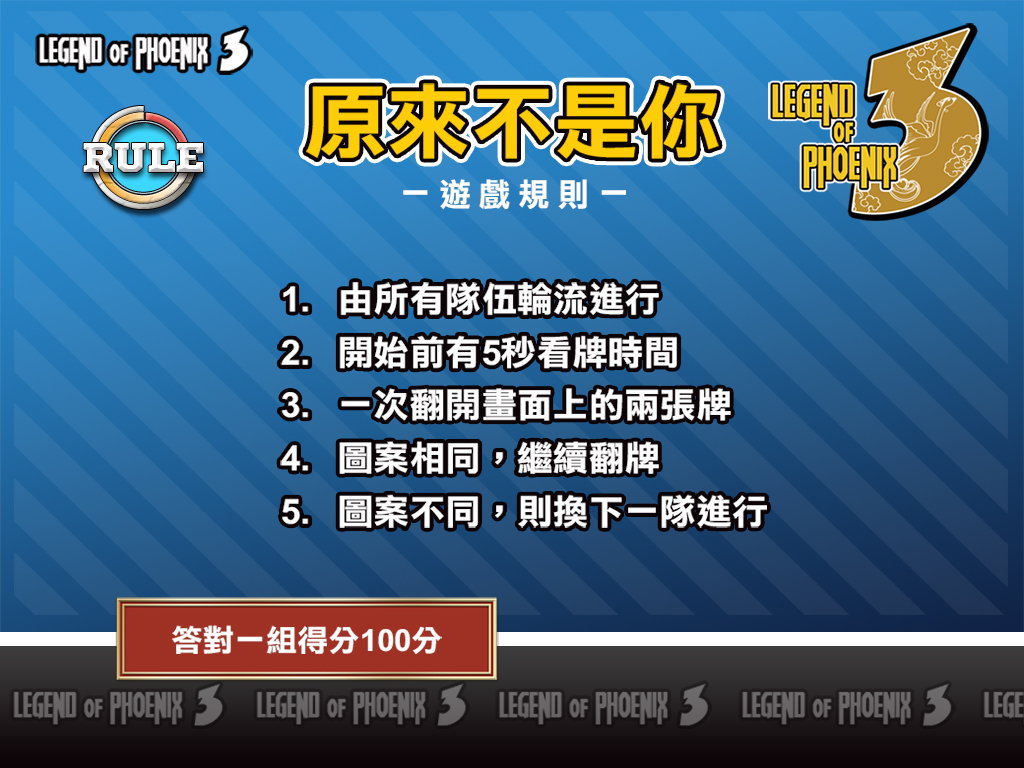 LEGEND OF PHOENIX 3
RULE
原來不是你
LEGEND
OF
PHOENIX
3
－遊戲規則－
1. 由所有隊伍輪流進行
2. 開始前有5秒看牌時間
3. 一次翻開畫面上的兩張牌
4. 圖案相同，繼續翻牌
5. 圖案不同，則換下一隊進行
答對一組得分100分
LEGEND OF PHOENIX 3 LEGEND OF PHOENIX 3 LEGEND OF PHOENIX 3 LEGEND OF PHOENIX 3 LEGE